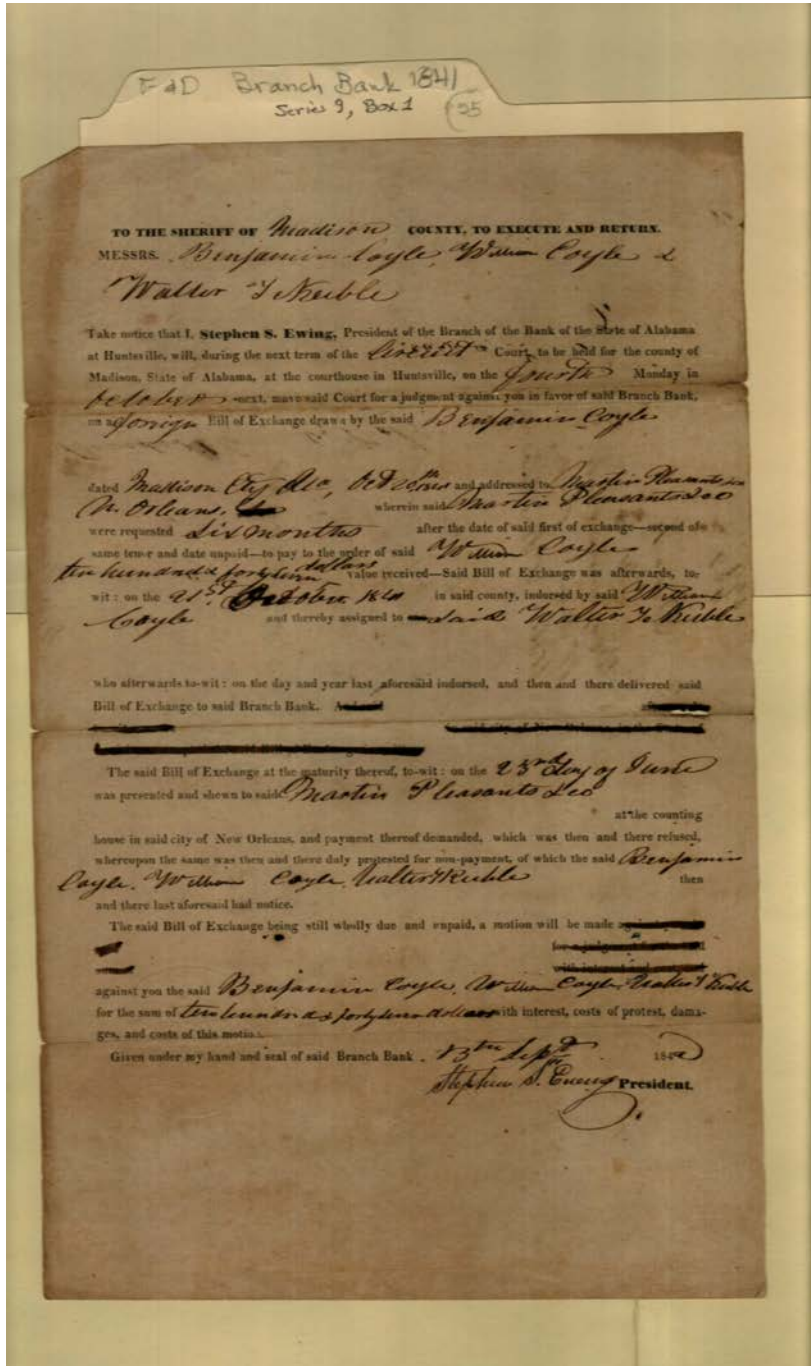 F&D Branch Bank 1841
Series 9, Box 1 (55
TO THE SHERIFF OF Madison COUNTY, TO EXECUTE AND RETURN.
MESSRS. Benjamin Coyle, William Coyle &
Walter T Keeble
Take notice that I, Stephen S. Ewing, President of the Branch of the Bank of the State of Alabama
at Huntsville, will, during the next term of the Circuit Court, to be held for the county of
Madison, State of Alabama, at the courthouse in Huntsville, on the fourth Monday in
October next, move said Court for a judgment against you in favor of said Branch Bank,
on a foreign Bill of Exchange drawn by the said Benjamin Coyle
dated Madison Cty Ala, Oct 20th and addressed to Martin Pleasants &co
N. Orleans, wherein said Martin Pleasants & co
were requested Six months after the date of said first of exchange—second of
same tenor and date unpaid—to pay to the order of said William Coyle
ten hundred & forty dollars value received—Said Bill of Exchange was afterwards, to-
wit: on the 21st October 1840 in said county, indorsed by said William
Coyle and thereby assigned to said Walter T Keeble
who afterwards to-wit: on the day and year last aforesaid indorsed, and then and there delivered said
Bill of Exchange to said Branch Bank.
The said Bill of Exchange at the maturity thereof, to-wit: on the 23rd day of June
was presented and shewn to said Martin Pleasants & co
at the counting
house in said city of New Orleans, and payment thereof demanded, which was then and there refused,
whereupon the same was then and there duly protested for non-payment, of which the said Benjamin
Coyle, William Coyle, Walter T Keeble then
and there last aforesaid had notice.
The said Bill of Exchange being still wholly due and unpaid, a motion will be made
against you the said Benjamin Coyle, William Coyle, Walter T Keeble
for the sum of ten hundred & forty dollars with interest, costs of protest, dama-
ges, and costs of this motion.
Given under my hand and seal of said Branch Bank. 13th Sept 184
Stephen S. Ewing President.